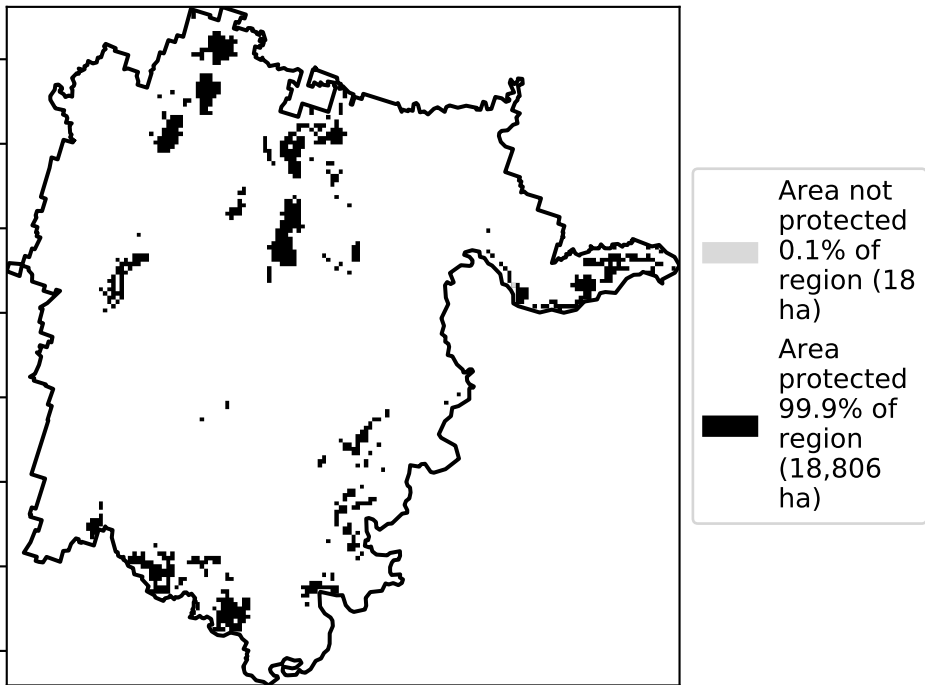 Area not
protected
0.1% of
region (18
ha)
Area
protected
99.9% of
region
(18,806
ha)